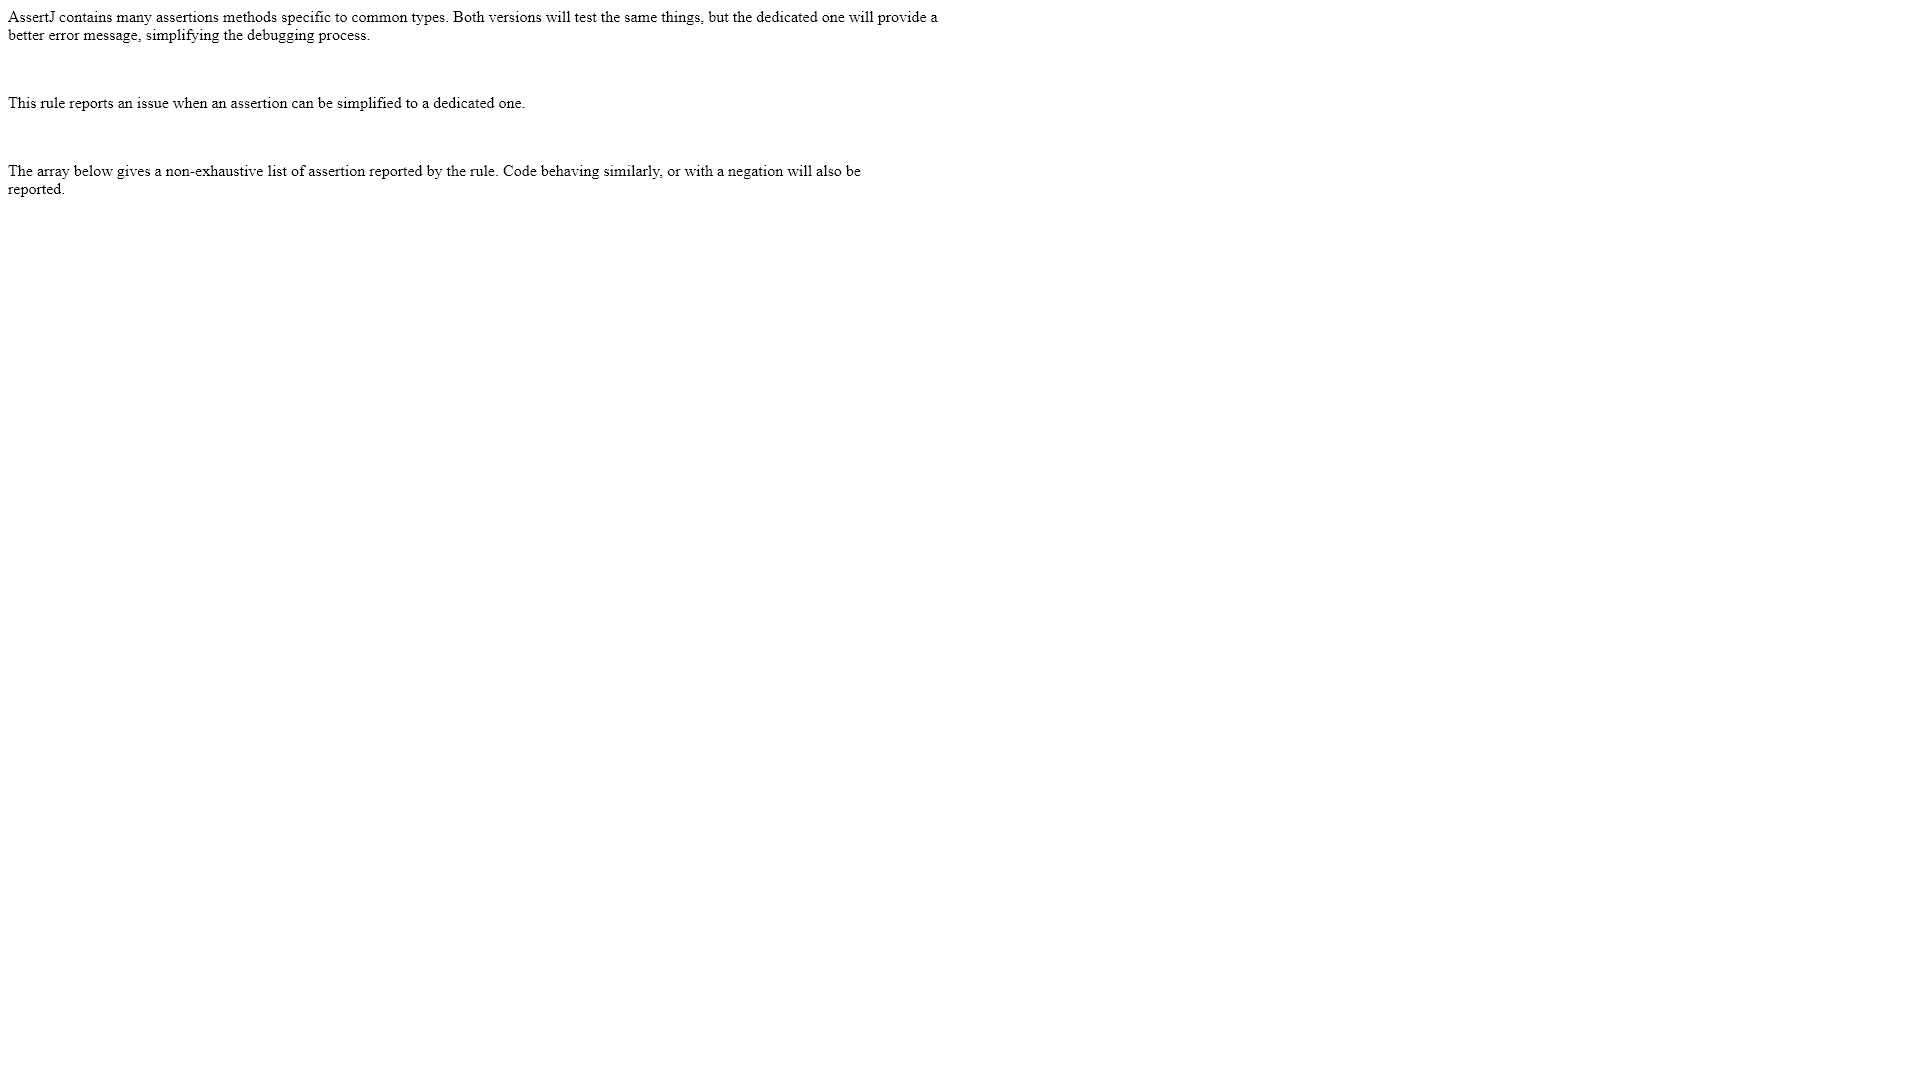 AssertJ contains many assertions methods specific to common types. Both versions will test the same things, but the dedicated one will provide a
better error message, simplifying the debugging process.
This rule reports an issue when an assertion can be simplified to a dedicated one.
The array below gives a non-exhaustive list of assertion reported by the rule. Code behaving similarly, or with a negation will also be
reported.